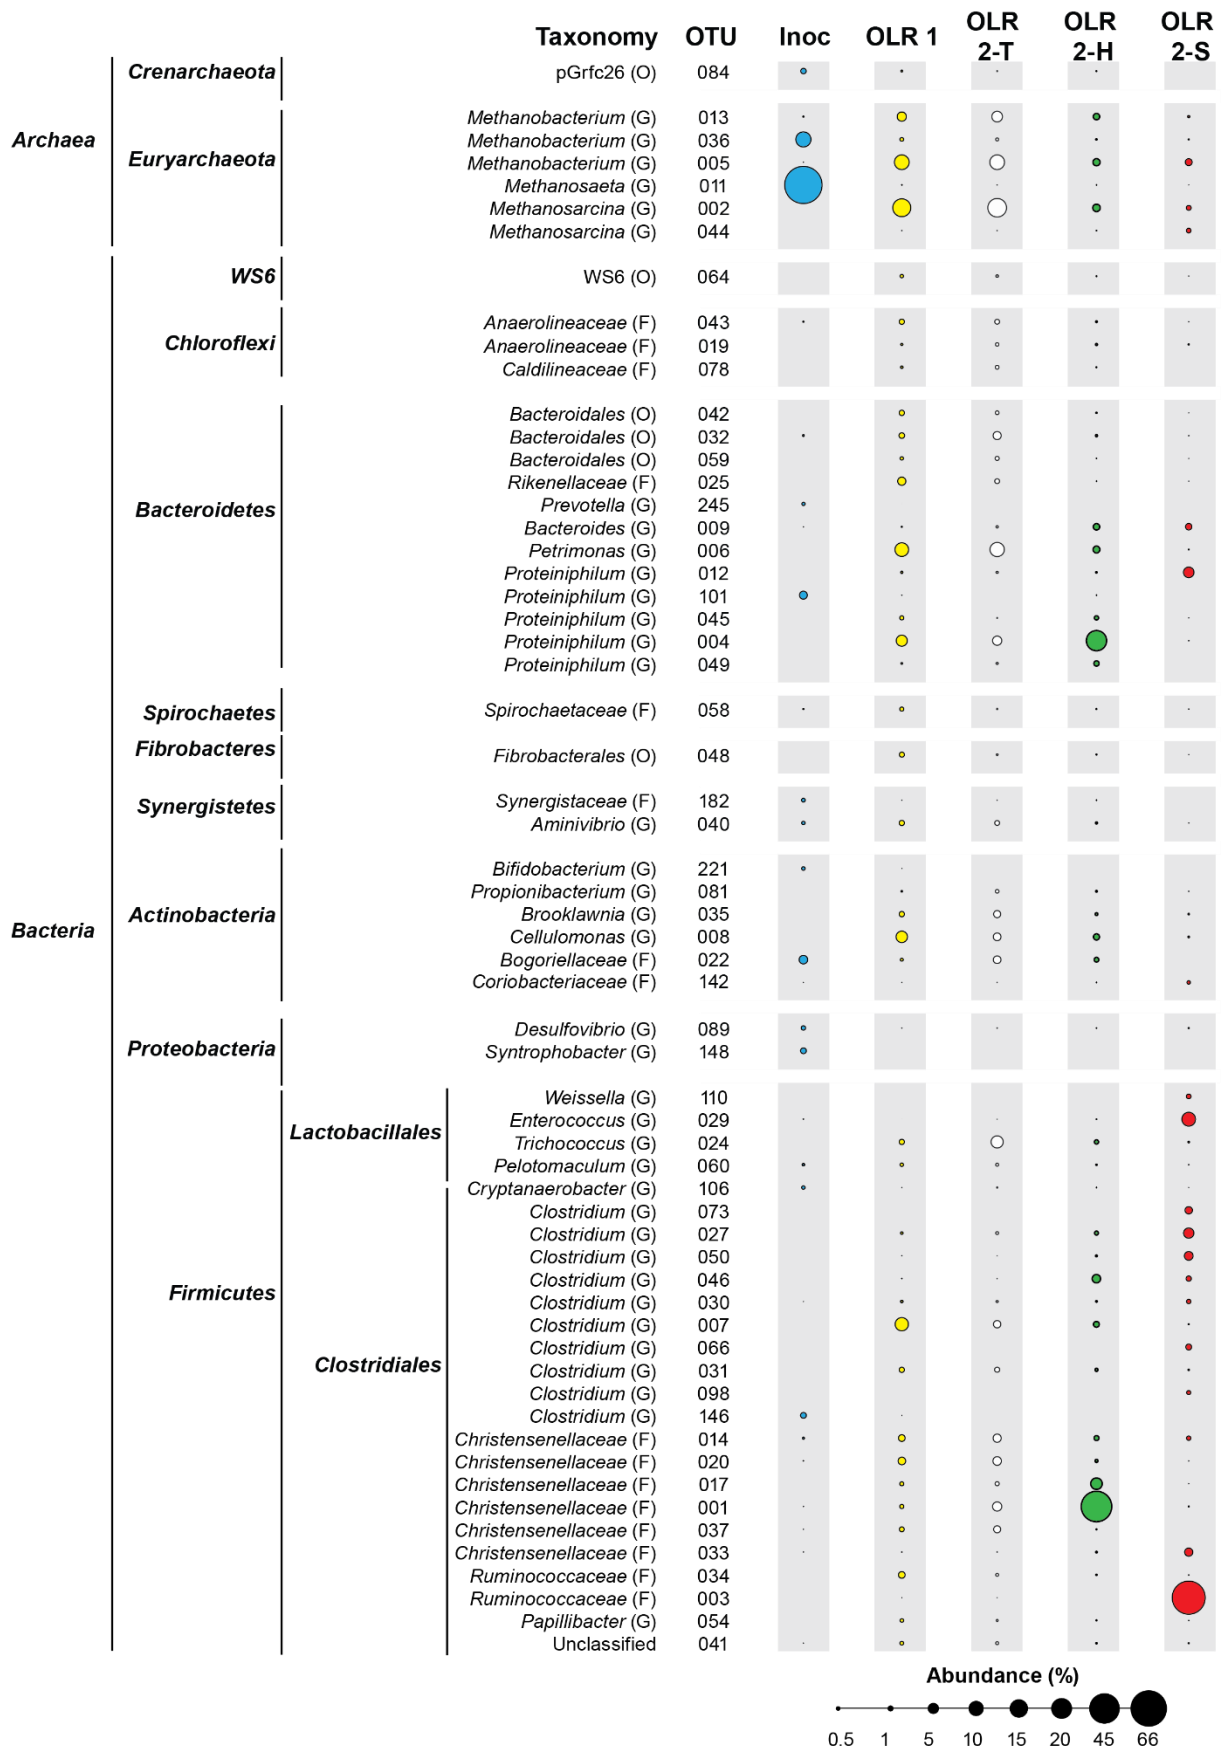 Taxonomy OTU Inoc OLR 1 OLR 2-T OLR 2-H OLR 2-S
Archaea
Crenarchaeota
pGrfc26 (O) 084
Euryarchaeota
Methanobacterium (G) 013
Methanobacterium (G) 036
Methanobacterium (G) 005
Methanosaeta (G) 011
Methanosarcina (G) 002
Methanosarcina (G) 044
Bacteria
WS6
WS6 (O) 064
Chloroflexi
Anaerolineaceae (F) 043
Anaerolineaceae (F) 019
Caldilineaceae (F) 078
Bacteroidetes
Bacteroidales (O) 042
Bacteroidales (O) 032
Bacteroidales (O) 059
Rikenellaceae (F) 025
Prevotella (G) 245
Bacteroides (G) 009
Petrimonas (G) 006
Proteiniphilum (G) 012
Proteiniphilum (G) 101
Proteiniphilum (G) 045
Proteiniphilum (G) 004
Proteiniphilum (G) 049
Spirochaetes
Spirochaetaceae (F) 058
Fibrobacteres
Fibrobacterales (O) 048
Synergistetes
Synergistaceae (F) 182
Aminivibrio (G) 040
Actinobacteria
Bifidobacterium (G) 221
Propionibacterium (G) 081
Brooklawnia (G) 035
Cellulomonas (G) 008
Bogoriellaceae (F) 022
Coriobacteriaceae (F) 142
Proteobacteria
Desulfovibrio (G) 089
Syntrophobacter (G) 148
Firmicutes
Lactobacillales
Weissella (G) 110
Enterococcus (G) 029
Trichococcus (G) 024
Pelotomaculum (G) 060
Clostridiales
Cryptanaerobacter (G) 106
Clostridium (G) 073
Clostridium (G) 027
Clostridium (G) 050
Clostridium (G) 046
Clostridium (G) 030
Clostridium (G) 007
Clostridium (G) 066
Clostridium (G) 031
Clostridium (G) 098
Clostridium (G) 146
Christensenellaceae (F) 014
Christensenellaceae (F) 020
Christensenellaceae (F) 017
Christensenellaceae (F) 001
Christensenellaceae (F) 037
Christensenellaceae (F) 033
Ruminococcaceae (F) 034
Ruminococcaceae (F) 003
Papillibacter (G) 054
Unclassified 041
Abundance (%)
0.5 1 5 10 15 20 45 66